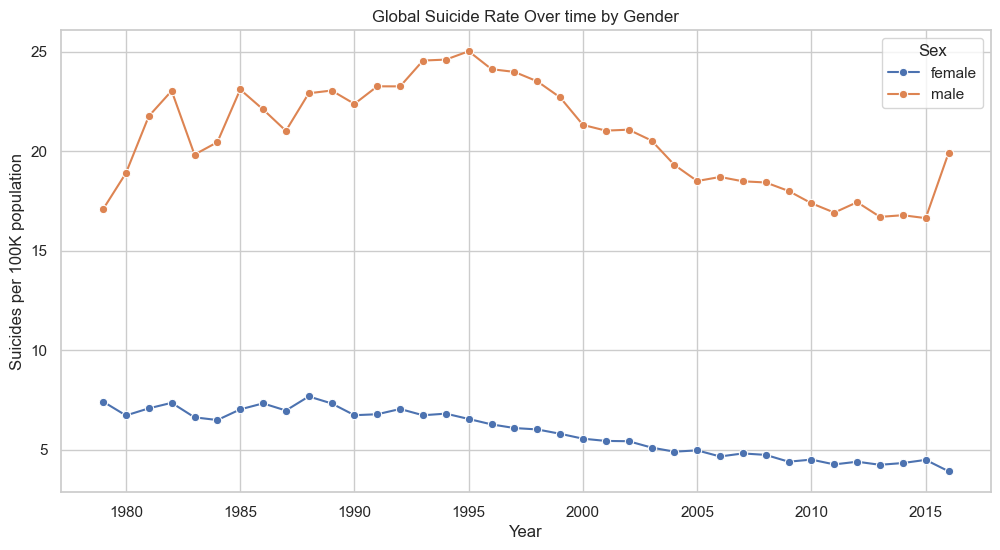 Global Suicide Rate Over time by Gender
Sex
female
male
25
20
15
10
5
Suicides per 100K population
1980 1985 1990 1995 2000 2005 2010 2015
Year